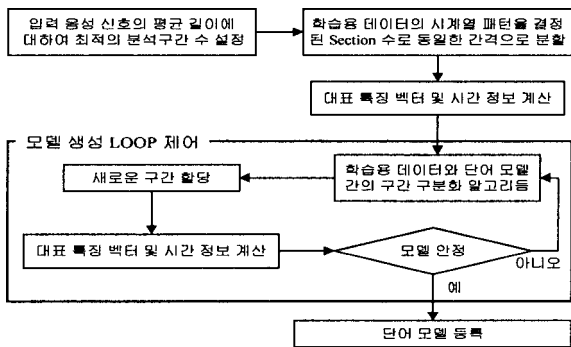 입력 음성 신호의 평균 길이에
대하여 최적의 분석구간 수 설정
학습용 데이터의 시계열 패턴을 결정
된 Section 수로 동일한 간격으로 분할
대표 특징 벡터 및 시간 정보 계산
모델 생성 LOOP 제어
학습용 데이터와 단어 모델
간의 구간 구분화 알고리듬
새로운 구간 할당
대표 특징 벡터 및 시간 정보 계산
모델 안정
아니오
예
단어 모델 등록